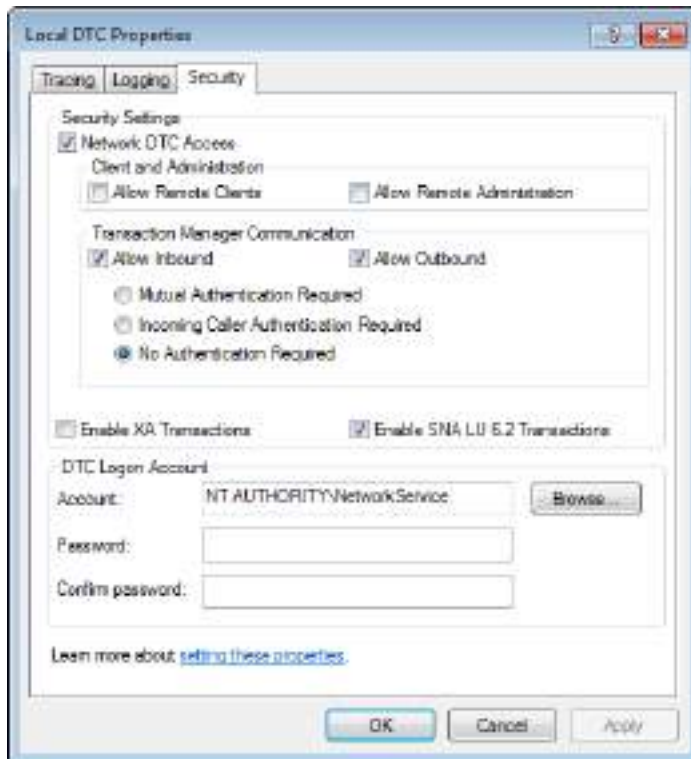 Local DTC Properties
Tracing Logging Security
Security Settings
Network DTC Access
Client and Administration
Allow Remote Clients Allow Remote Administration
Transaction Manager Communication
Allow Inbound Allow Outbound
Mutual Authentication Required
Incoming Caller Authentication Required
No Authentication Required
Enable XA Transactions Enable SNA LU 6.2 Transactions
DTC Logon Account
Account: NT AUTHORITY\NetworkService Browse...
Password:
Confirm password:
Learn more about setting these properties.
OK Cancel Apply